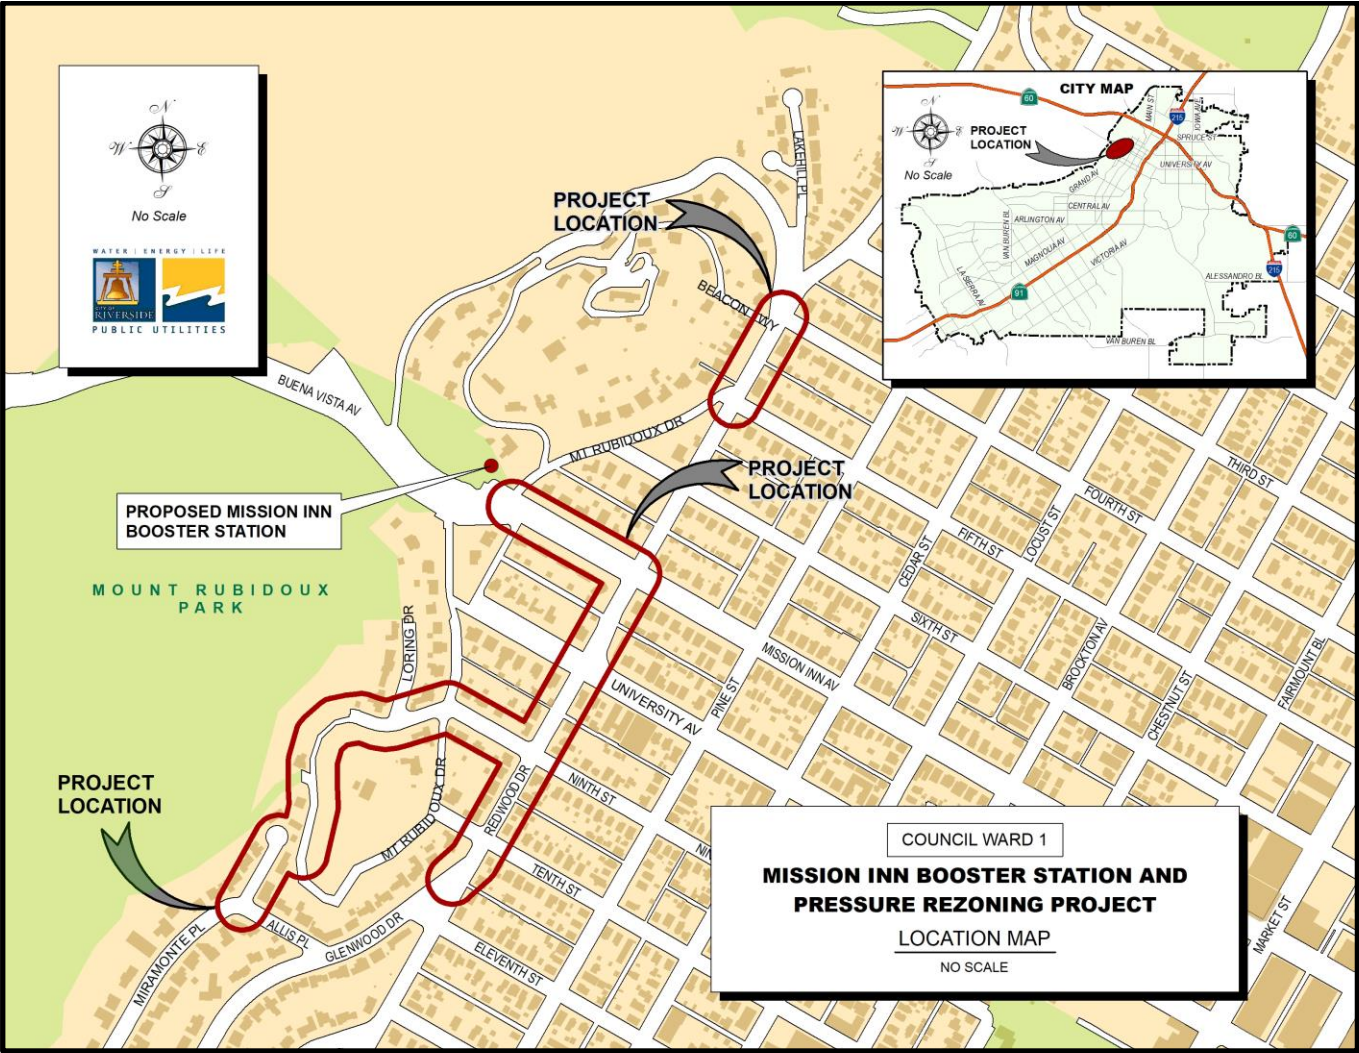 N
W E
S
No Scale
WATER | ENERGY | LIFE
CITY OF
RIVERSIDE
PUBLIC UTILITIES
CITY MAP
N
W E
S
No Scale
PROJECT
LOCATION
60
MAIN ST
215
IOWA AV
SPRUCE ST
UNIVERSITY AV
GRAND AV
CENTRAL AV
ARLINGTON AV
VAN BUREN BL
MAGNOLIA AV
VICTORIA AV
LA SIERRA AV
91
60
215
ALESSANDRO BL
VAN BUREN BL
LAKEHILL PL
PROJECT
LOCATION
BEACON WY
BUENA VISTA AV
MT RUBIDOUX DR
PROJECT
LOCATION
PROPOSED MISSION INN
BOOSTER STATION
MOUNT RUBIDOUX
PARK
THIRD ST
FOURTH ST
LOCUST ST
FIFTH ST
CEDAR ST
SIXTH ST
MISSION INN AV
BROCKTON AV
FAIRMOUNT BL
CHESTNUT ST
PINE ST
UNIVERSITY AV
LORING DR
NINTH ST
REDWOOD DR
MT RUBIDOUX DR
PROJECT
LOCATION
TENTH ST
NIN
ALLIS PL
GLENWOOD DR
MIRAMONTE PL
ELEVENTH ST
MARKET ST
COUNCIL WARD 1
MISSION INN BOOSTER STATION AND
PRESSURE REZONING PROJECT
LOCATION MAP
NO SCALE